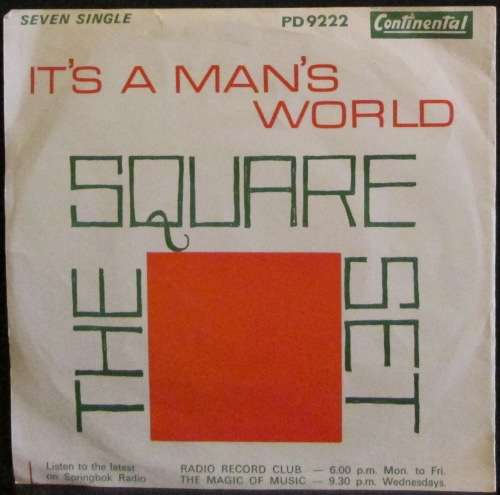 SEVEN SINGLE
PD 9222
Continental
IT'S A MAN'S
WORLD
THE
SQUARE
SET
Listen to the latest
on Springbok Radio
RADIO RECORD CLUB — 6.00 p.m. Mon. to Fri.
THE MAGIC OF MUSIC — 9.30 p.m. Wednesdays.